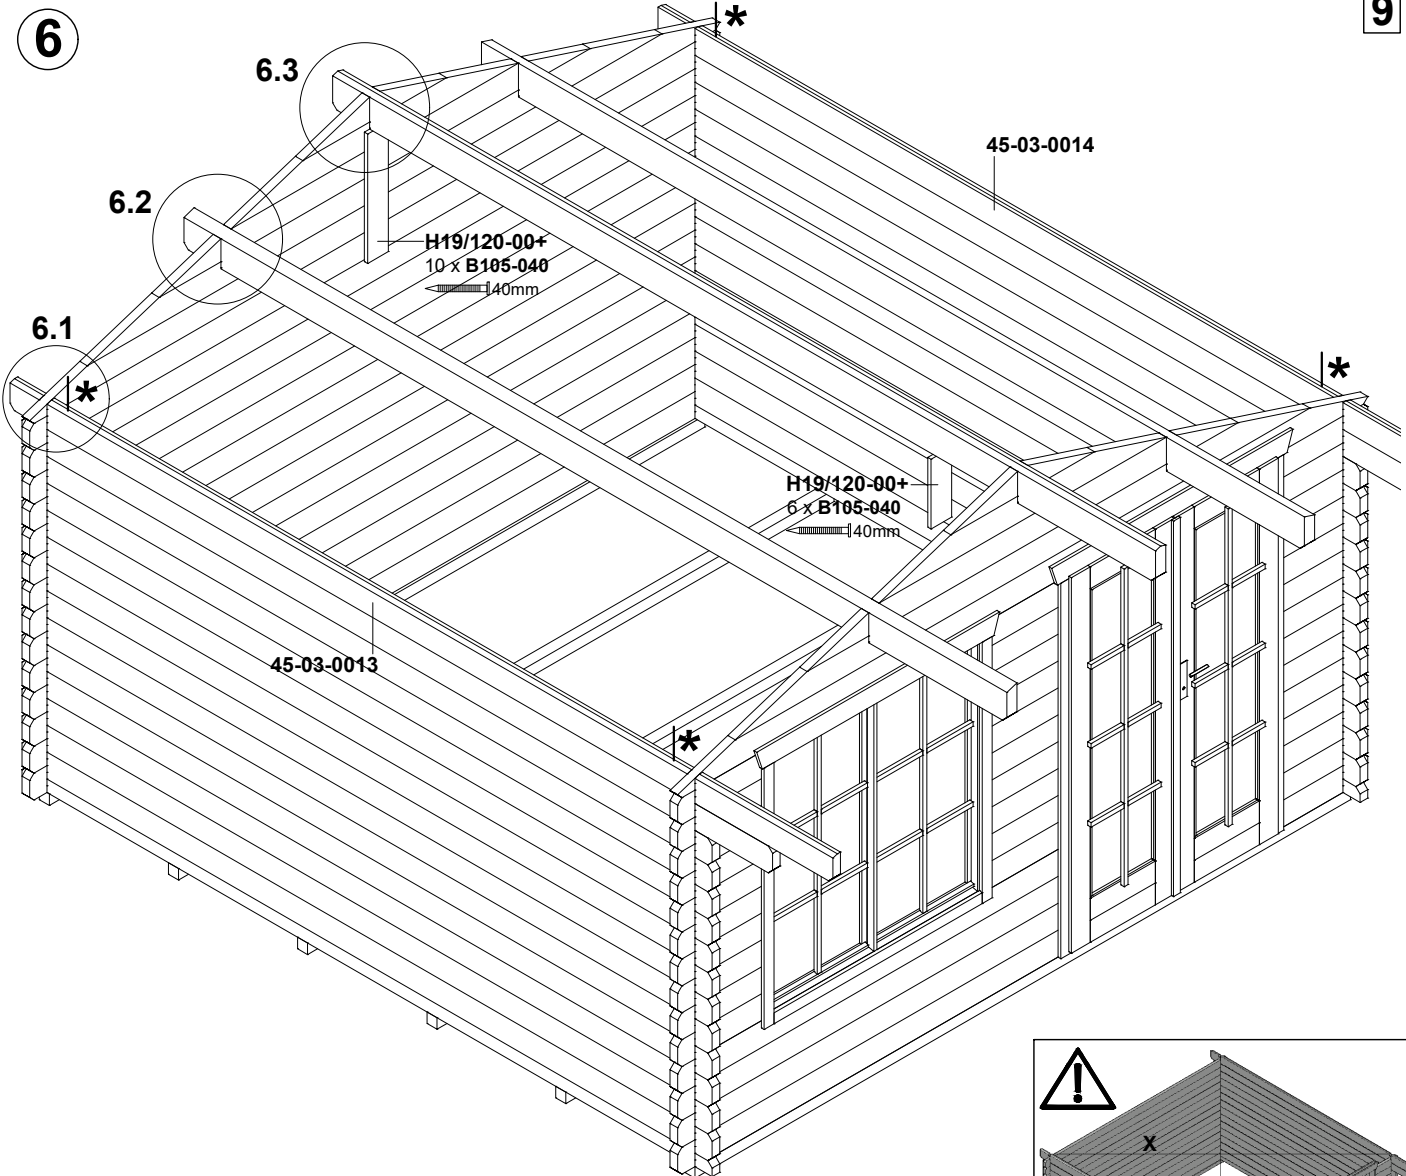 6
9
*
6.3
45-03-0014
6.2
H19/120-00+
10 x B105-040
40mm
6.1
*
*
H19/120-00+
6 x B105-040
40mm
45-03-0013
*
!
X